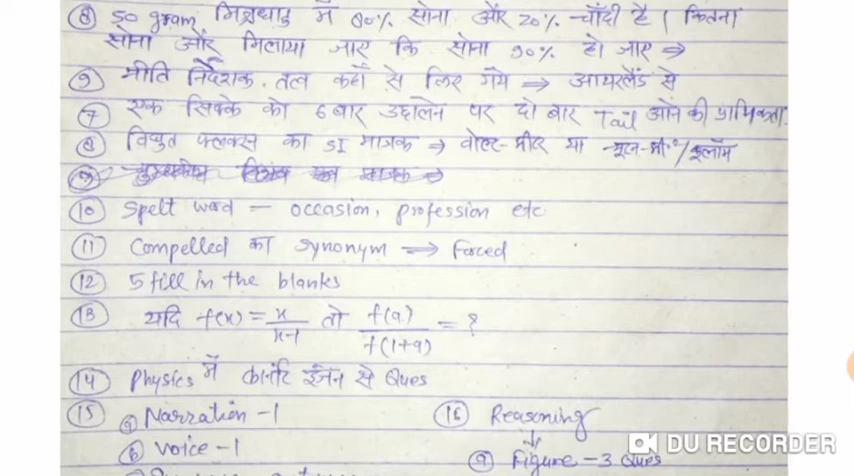 ⑧ 50 gram मिश्रधातु में 80% सोना और 20% चाँदी है। कितना
सोना और मिलाया जाए कि सोना 90% हो जाए ⇒
⑨ नीति निर्देशक तत्व कहाँ से लिए गये ⇒ आयरलैंड से
⑦ एक सिक्के को 6 बार उछालने पर दो बार Tail आने की प्रायिकता
⑧ विद्युत फ्लक्स का SI मात्रक ⇒ वोल्ट-मीटर या न्यूटन-मी²/कूलॉम
⑩ Spelt word – occasion, profession etc
⑪ Compelled का synonym ⇒ forced
⑫ 5 fill in the blanks
⑬ यदि f(x) = x/(x-1) तो f(a)/f(1+a) = ?
⑭ Physics में कार्नाट इंजन से Ques
⑮ ⓐ Narration -1
ⓑ voice -1
⑯ Reasoning
⇓
ⓐ Figure – 3 Ques
DU RECORDER